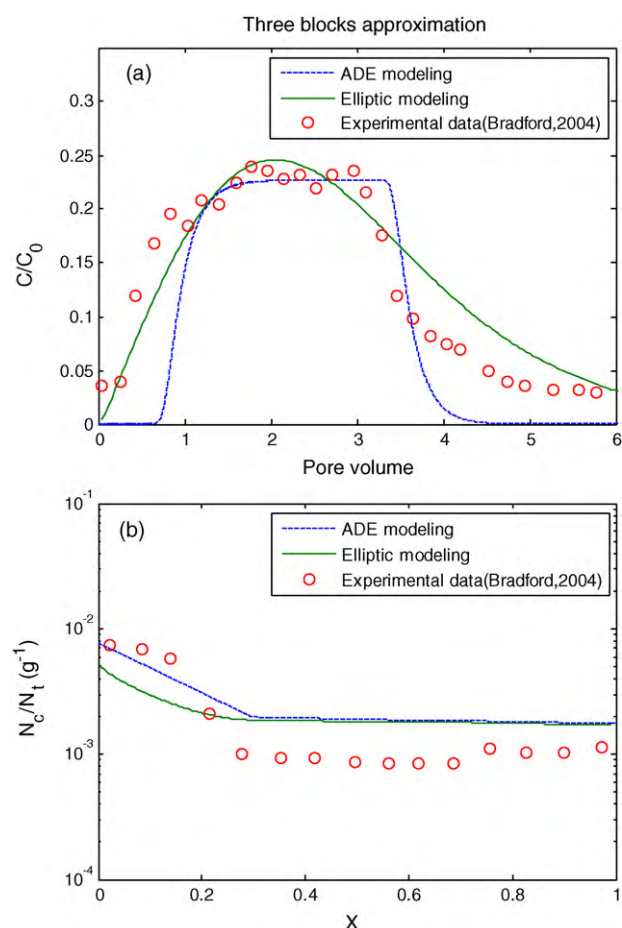 Three blocks approximation
(a)
ADE modeling
Elliptic modeling
Experimental data(Bradford,2004)
0.3
0.25
0.2
0.15
0.1
0.05
0
C/C0
0 1 2 3 4 5 6
Pore volume
(b)
ADE modeling
Elliptic modeling
Experimental data(Bradford,2004)
10-1
10-2
10-3
10-4
Nc/Nt (g-1)
0 0.2 0.4 0.6 0.8 1
X